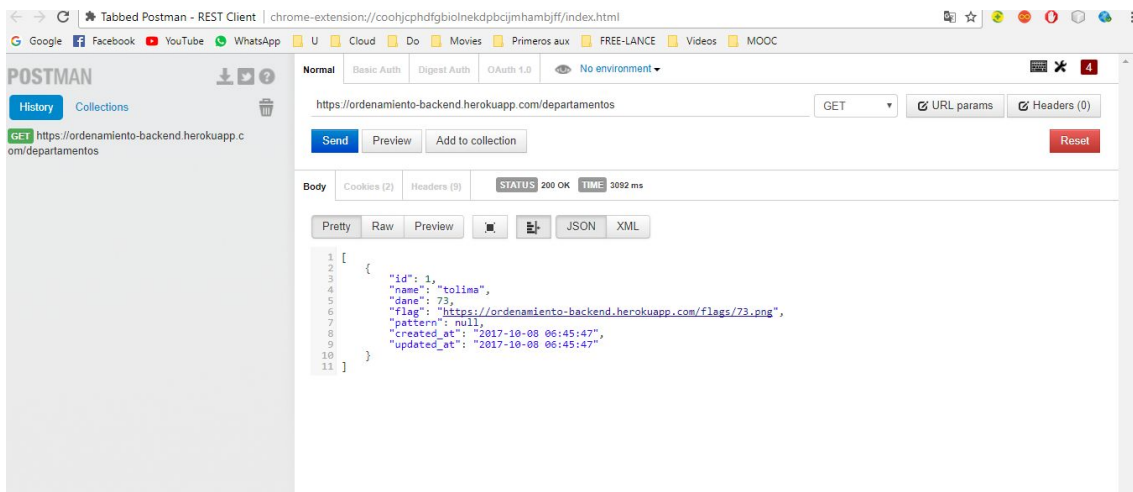 Tabbed Postman - REST Client | chrome-extension://coohjcphdfgbiolnekdpbcijmhambjff/index.html
Google Facebook YouTube WhatsApp U Cloud Do Movies Primeros aux FREE-LANCE Videos MOOC
POSTMAN
History Collections
GET https://ordenamiento-backend.herokuapp.c
om/departamentos
Normal Basic Auth Digest Auth OAuth 1.0 No environment 4
https://ordenamiento-backend.herokuapp.com/departamentos GET URL params Headers (0)
Send Preview Add to collection Reset
Body Cookies (2) Headers (9) STATUS 200 OK TIME 3092 ms
Pretty Raw Preview JSON XML
1 [
2 {
3 "id": 1,
4 "name": "tolima",
5 "dane": 73,
6 "flag": "https://ordenamiento-backend.herokuapp.com/flags/73.png",
7 "pattern": null,
8 "created_at": "2017-10-08 06:45:47",
9 "updated_at": "2017-10-08 06:45:47"
10 }
11 ]